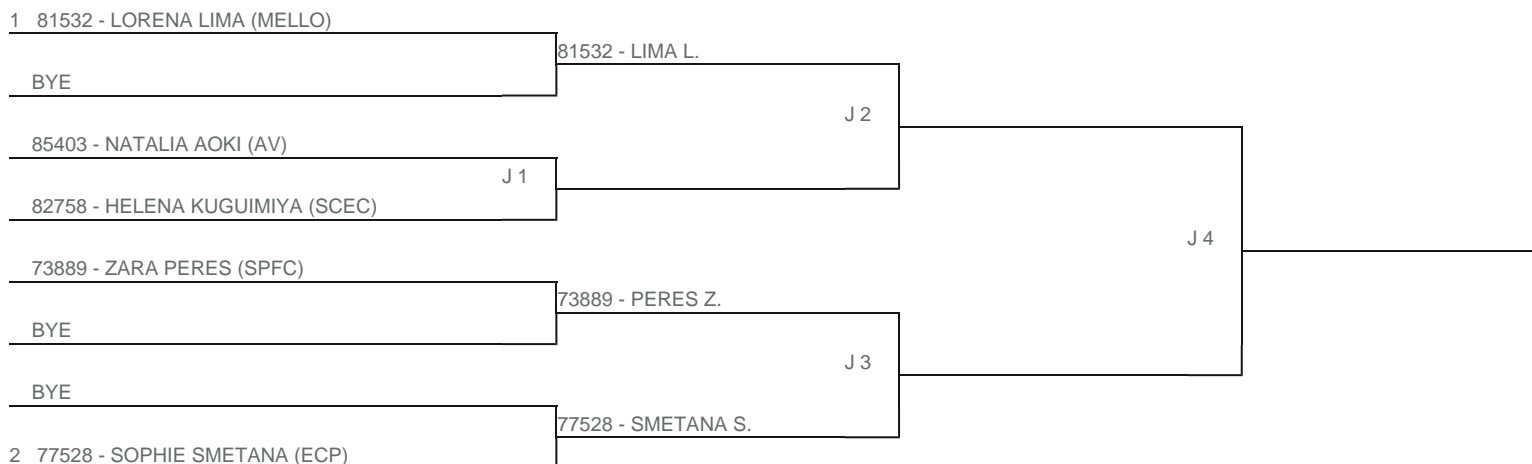 1 81532 - LORENA LIMA (MELLO)
81532 - LIMA L.
BYE
J 2
85403 - NATALIA AOKI (AV)
J 1
82758 - HELENA KUGUIMIYA (SCEC)
J 4
73889 - ZARA PERES (SPFC)
73889 - PERES Z.
BYE
J 3
BYE
77528 - SMETANA S.
2 77528 - SOPHIE SMETANA (ECP)